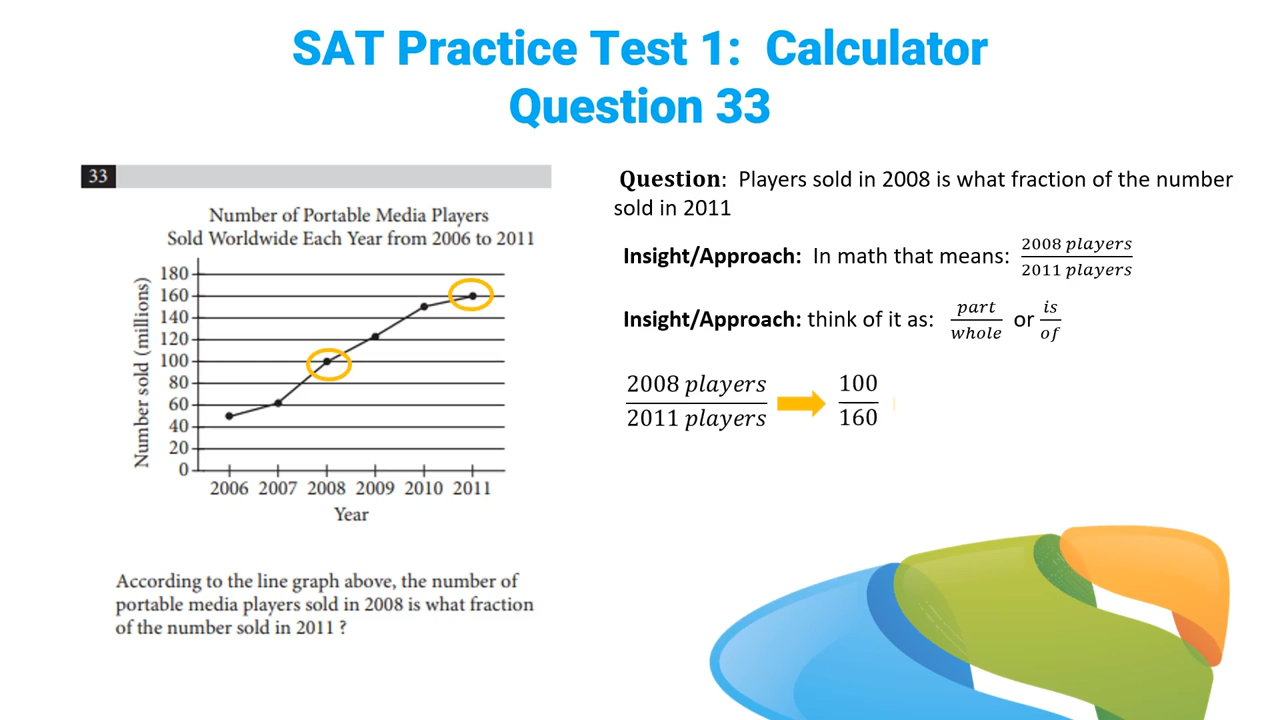 SAT Practice Test 1:  Calculator
Question 33
33
Number of Portable Media Players
Sold Worldwide Each Year from 2006 to 2011
Number sold (millions)
180
160
140
120
100
80
60
40
20
0
2006 2007 2008 2009 2010 2011
Year
According to the line graph above, the number of
portable media players sold in 2008 is what fraction
of the number sold in 2011 ?
Question:  Players sold in 2008 is what fraction of the number
sold in 2011
Insight/Approach:  In math that means: 2008 players / 2011 players
Insight/Approach: think of it as: part / whole or is / of
2008 players
2011 players
100
160